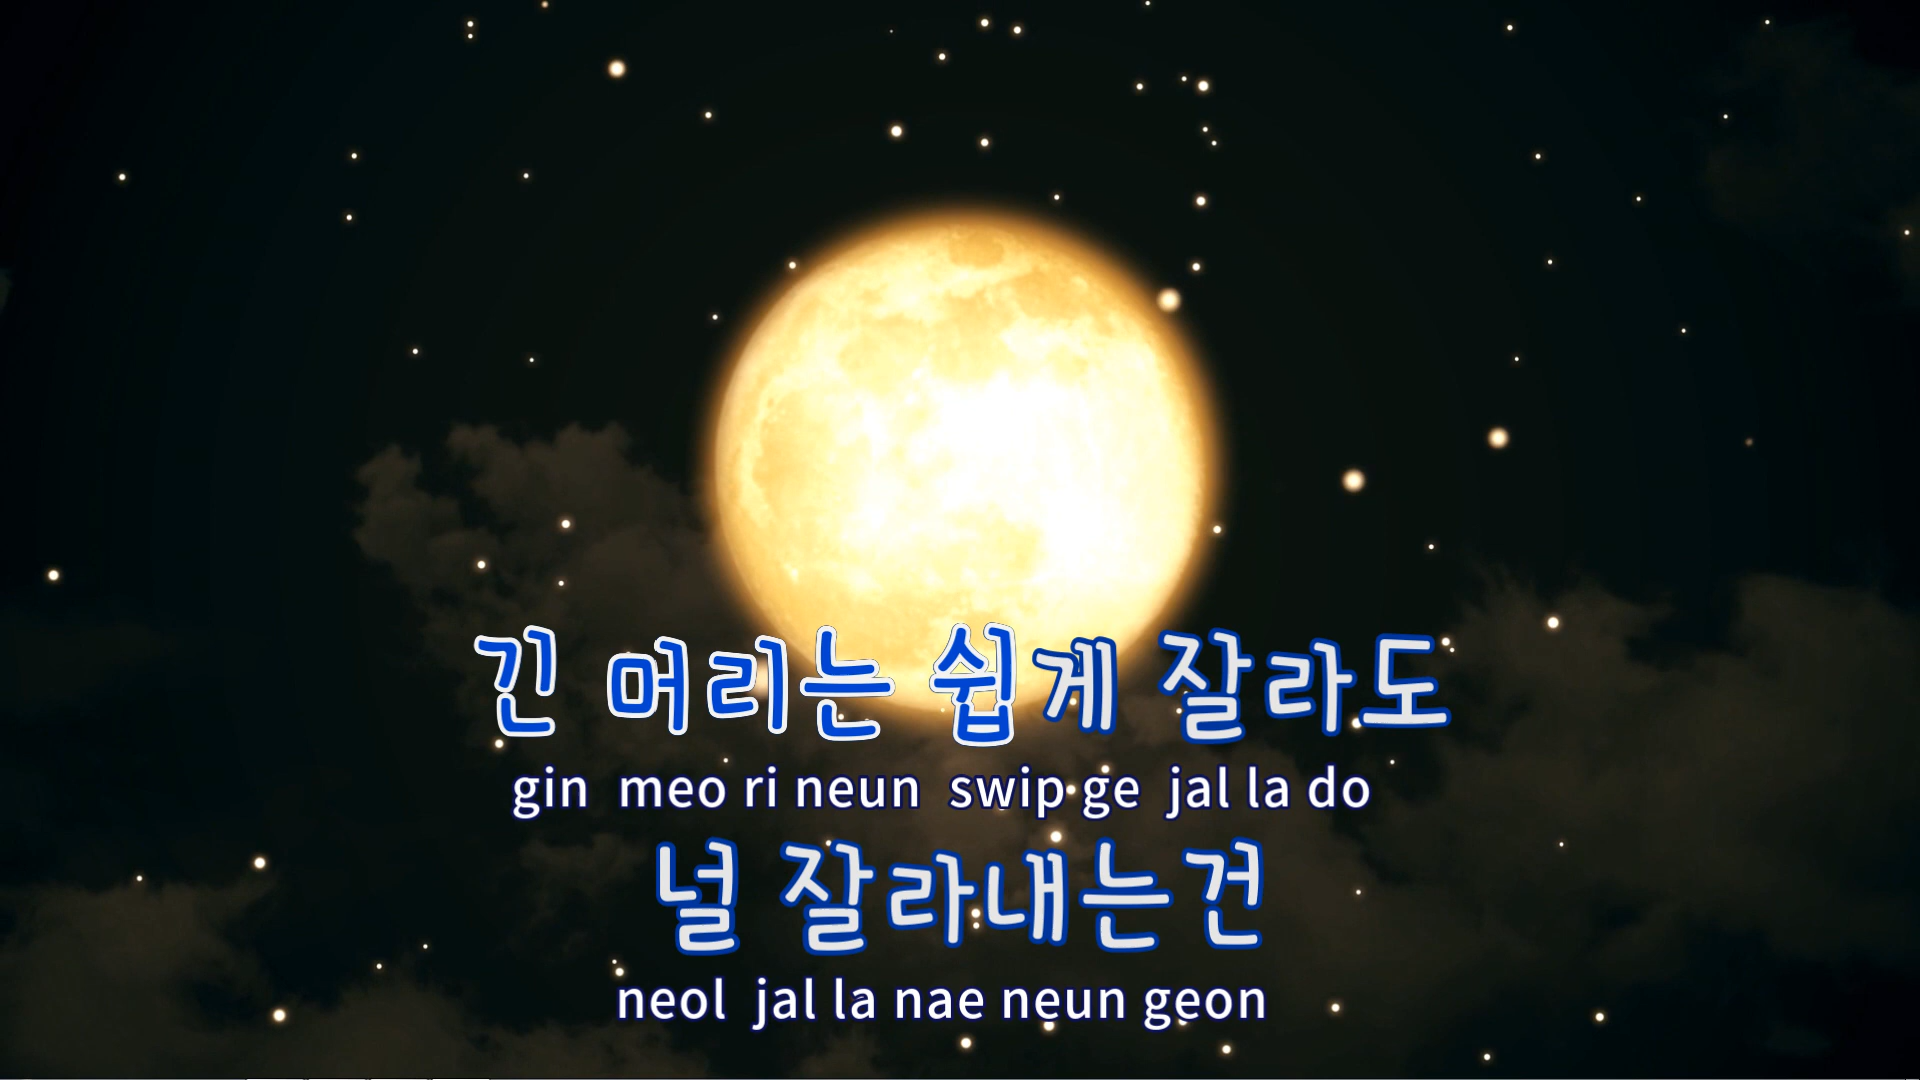 긴 머리는 쉽게 잘라도
gin meo ri neun swip ge jal la do
널 잘라내는건
neol jal la nae neun geon